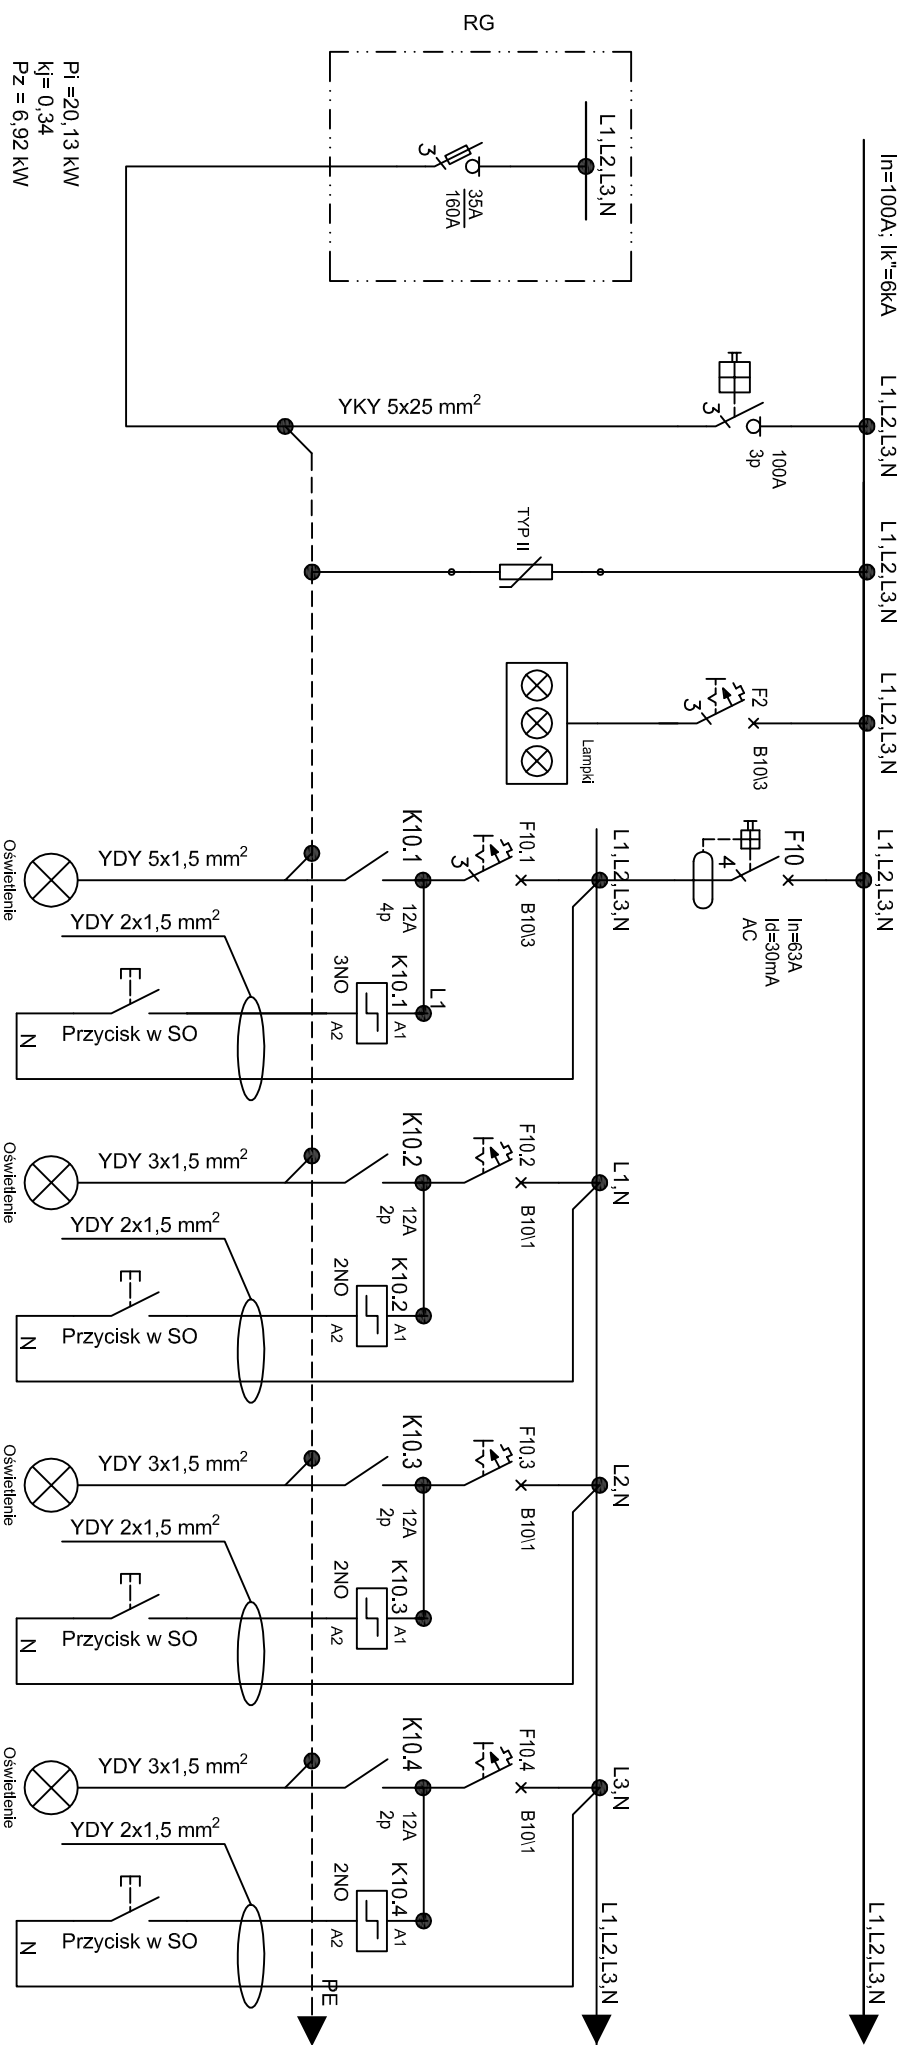 RG
L1,L2,L3,N
3
35A
160A
Pi =20,13 kW
kj= 0,34
Pz = 6,92 kW
In=100A; Ik"=6kA
L1,L2,L3,N
100A
3p
3
YKY 5x25 mm²
L1,L2,L3,N
TYP II
L1,L2,L3,N
F2
B10\3
3
Lampki
L1,L2,L3,N
F10
4
In=63A
Id=30mA
AC
L1,L2,L3,N
F10.1
B10\3
3
K10.1
12A
4p
L1
K10.1
A1
3NO
A2
YDY 5x1,5 mm²
YDY 2x1,5 mm²
Przycisk w SO
N
Oświetlenie
L1,N
F10.2
B10\1
K10.2
12A
2p
K10.2
A1
2NO
A2
YDY 3x1,5 mm²
YDY 2x1,5 mm²
Przycisk w SO
N
Oświetlenie
L2,N
F10.3
B10\1
K10.3
12A
2p
K10.3
A1
2NO
A2
YDY 3x1,5 mm²
YDY 2x1,5 mm²
Przycisk w SO
N
Oświetlenie
L3,N
F10.4
B10\1
K10.4
12A
2p
K10.4
A1
2NO
A2
YDY 3x1,5 mm²
YDY 2x1,5 mm²
Przycisk w SO
N
Oświetlenie
L1,L2,L3,N
L1,L2,L3,N
PE